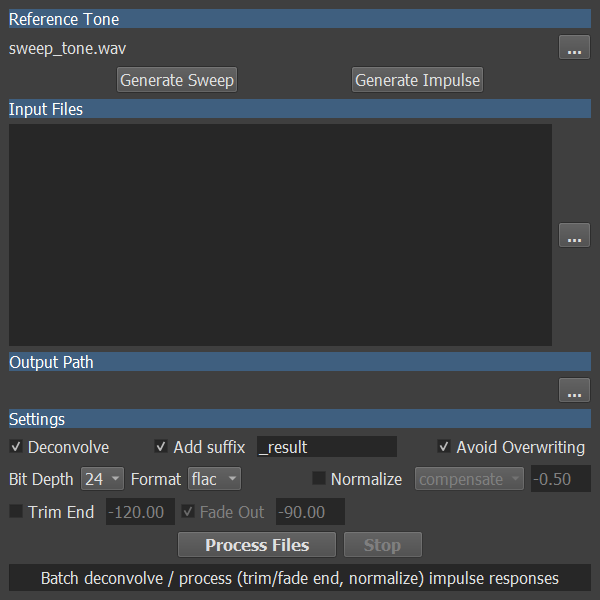 Reference Tone
sweep_tone.wav ...
Generate Sweep Generate Impulse
Input Files
...
Output Path
...
Settings
Deconvolve Add suffix _result Avoid Overwriting
Bit Depth 24 Format flac Normalize compensate -0.50
Trim End -120.00 Fade Out -90.00
Process Files Stop
Batch deconvolve / process (trim/fade end, normalize) impulse responses